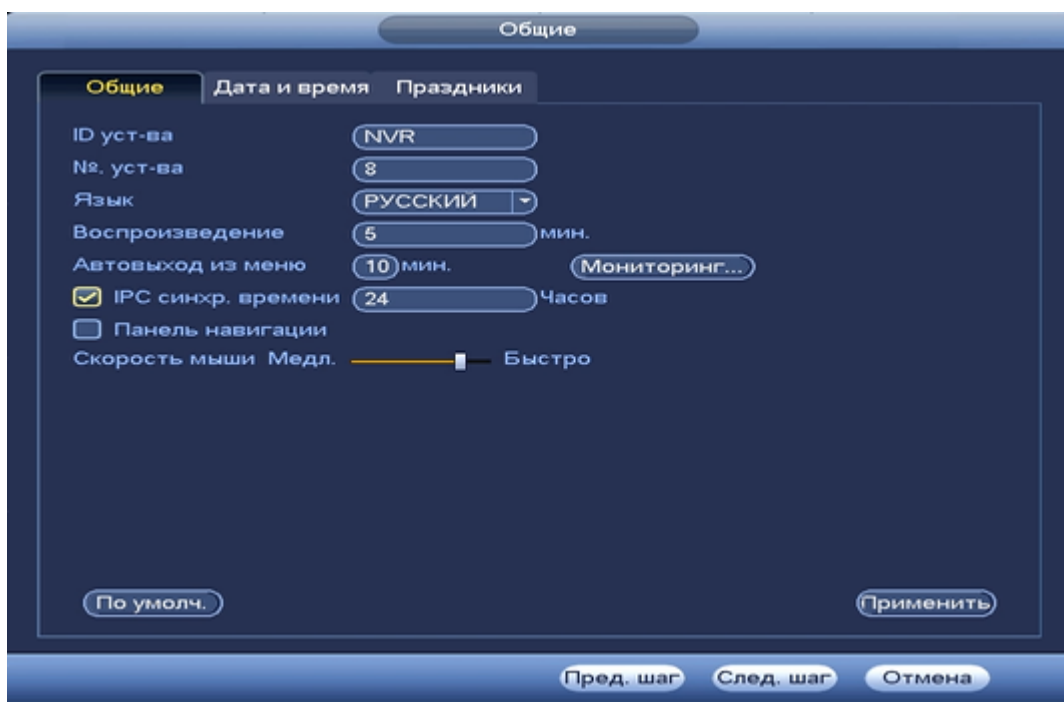 Общие
Общие Дата и время Праздники
ID уст-ва NVR
№. уст-ва 8
Язык РУССКИЙ
Воспроизведение 5 мин.
Автовыход из меню 10 мин. Мониторинг...
IPC синхр. времени 24 Часов
Панель навигации
Скорость мыши Медл. Быстро
По умолч. Применить
Пред. шаг След. шаг Отмена